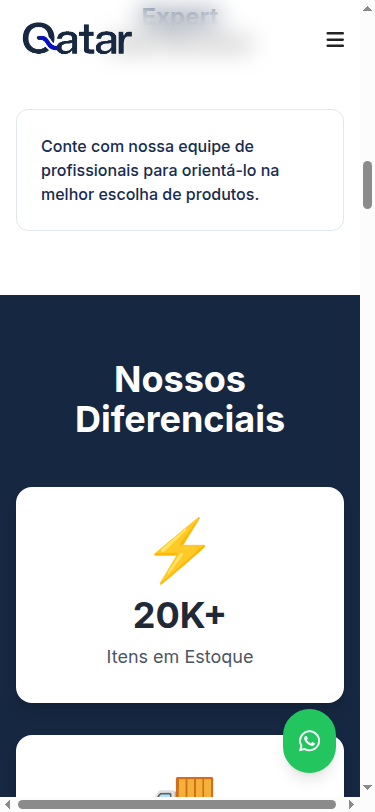 Expert
Qatar
Conte com nossa equipe de
profissionais para orientá-lo na
melhor escolha de produtos.
Nossos
Diferenciais
20K+
Itens em Estoque